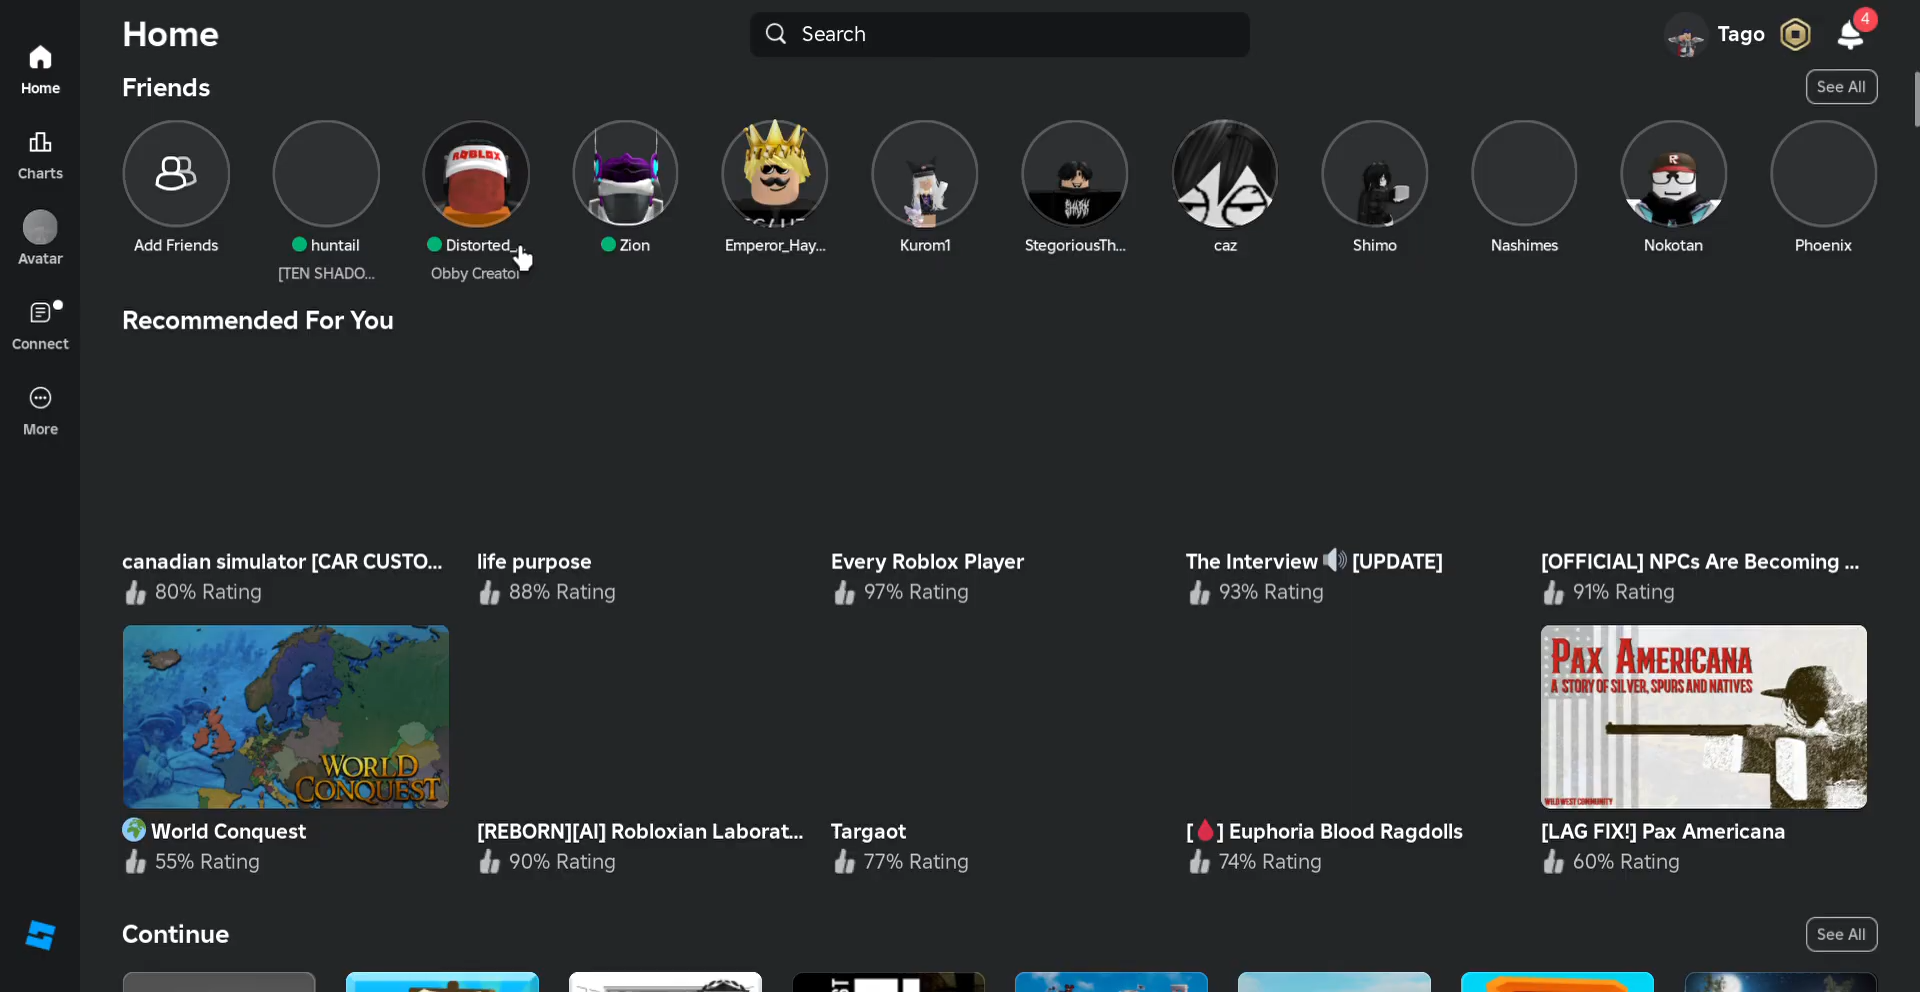 Home
Search
Tago
4
Friends
See All
Home
Charts
Avatar
Connect
More
ROBLOX
Add Friends
huntail
[TEN SHADO...
Distorted_
Obby Creator
Zion
Emperor_Hay...
Kurom1
StegoriousTh...
caz
Shimo
Nashimes
Nokotan
Phoenix
Recommended For You
canadian simulator [CAR CUSTO...
80% Rating
life purpose
88% Rating
Every Roblox Player
97% Rating
The Interview 🔊 [UPDATE]
93% Rating
[OFFICIAL] NPCs Are Becoming ...
91% Rating
WORLD
CONQUEST
PAX AMERICANA
A STORY OF SILVER, SPURS AND NATIVES
WILD WEST COMMUNITY
🌍 World Conquest
55% Rating
[REBORN][AI] Robloxian Laborat...
90% Rating
Targaot
77% Rating
[🩸] Euphoria Blood Ragdolls
74% Rating
[LAG FIX!] Pax Americana
60% Rating
Continue
See All